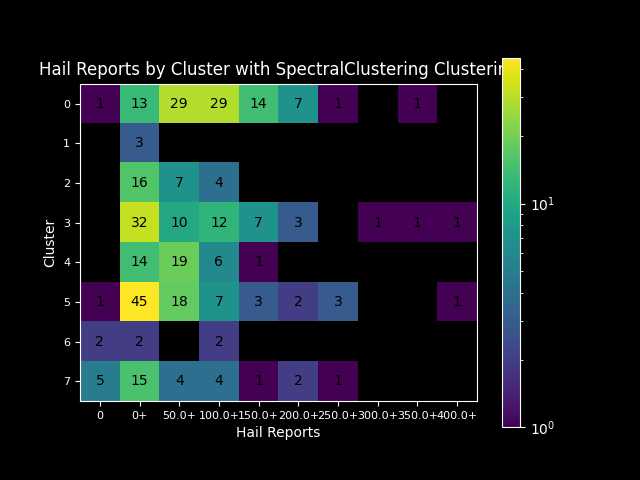 Hail Reports by Cluster with SpectralClustering Clusterin
0 1 13 29 29 14 7 1 1
1 3
2 16 7 4
3 32 10 12 7 3 1 1 1
4 14 19 6 1
5 1 45 18 7 3 2 3 1
6 2 2 2
7 5 15 4 4 1 2 1
0 0+ 50.0+ 100.0+ 150.0+ 200.0+ 250.0+ 300.0+ 350.0+ 400.0+
Hail Reports
Cluster
10¹
10⁰